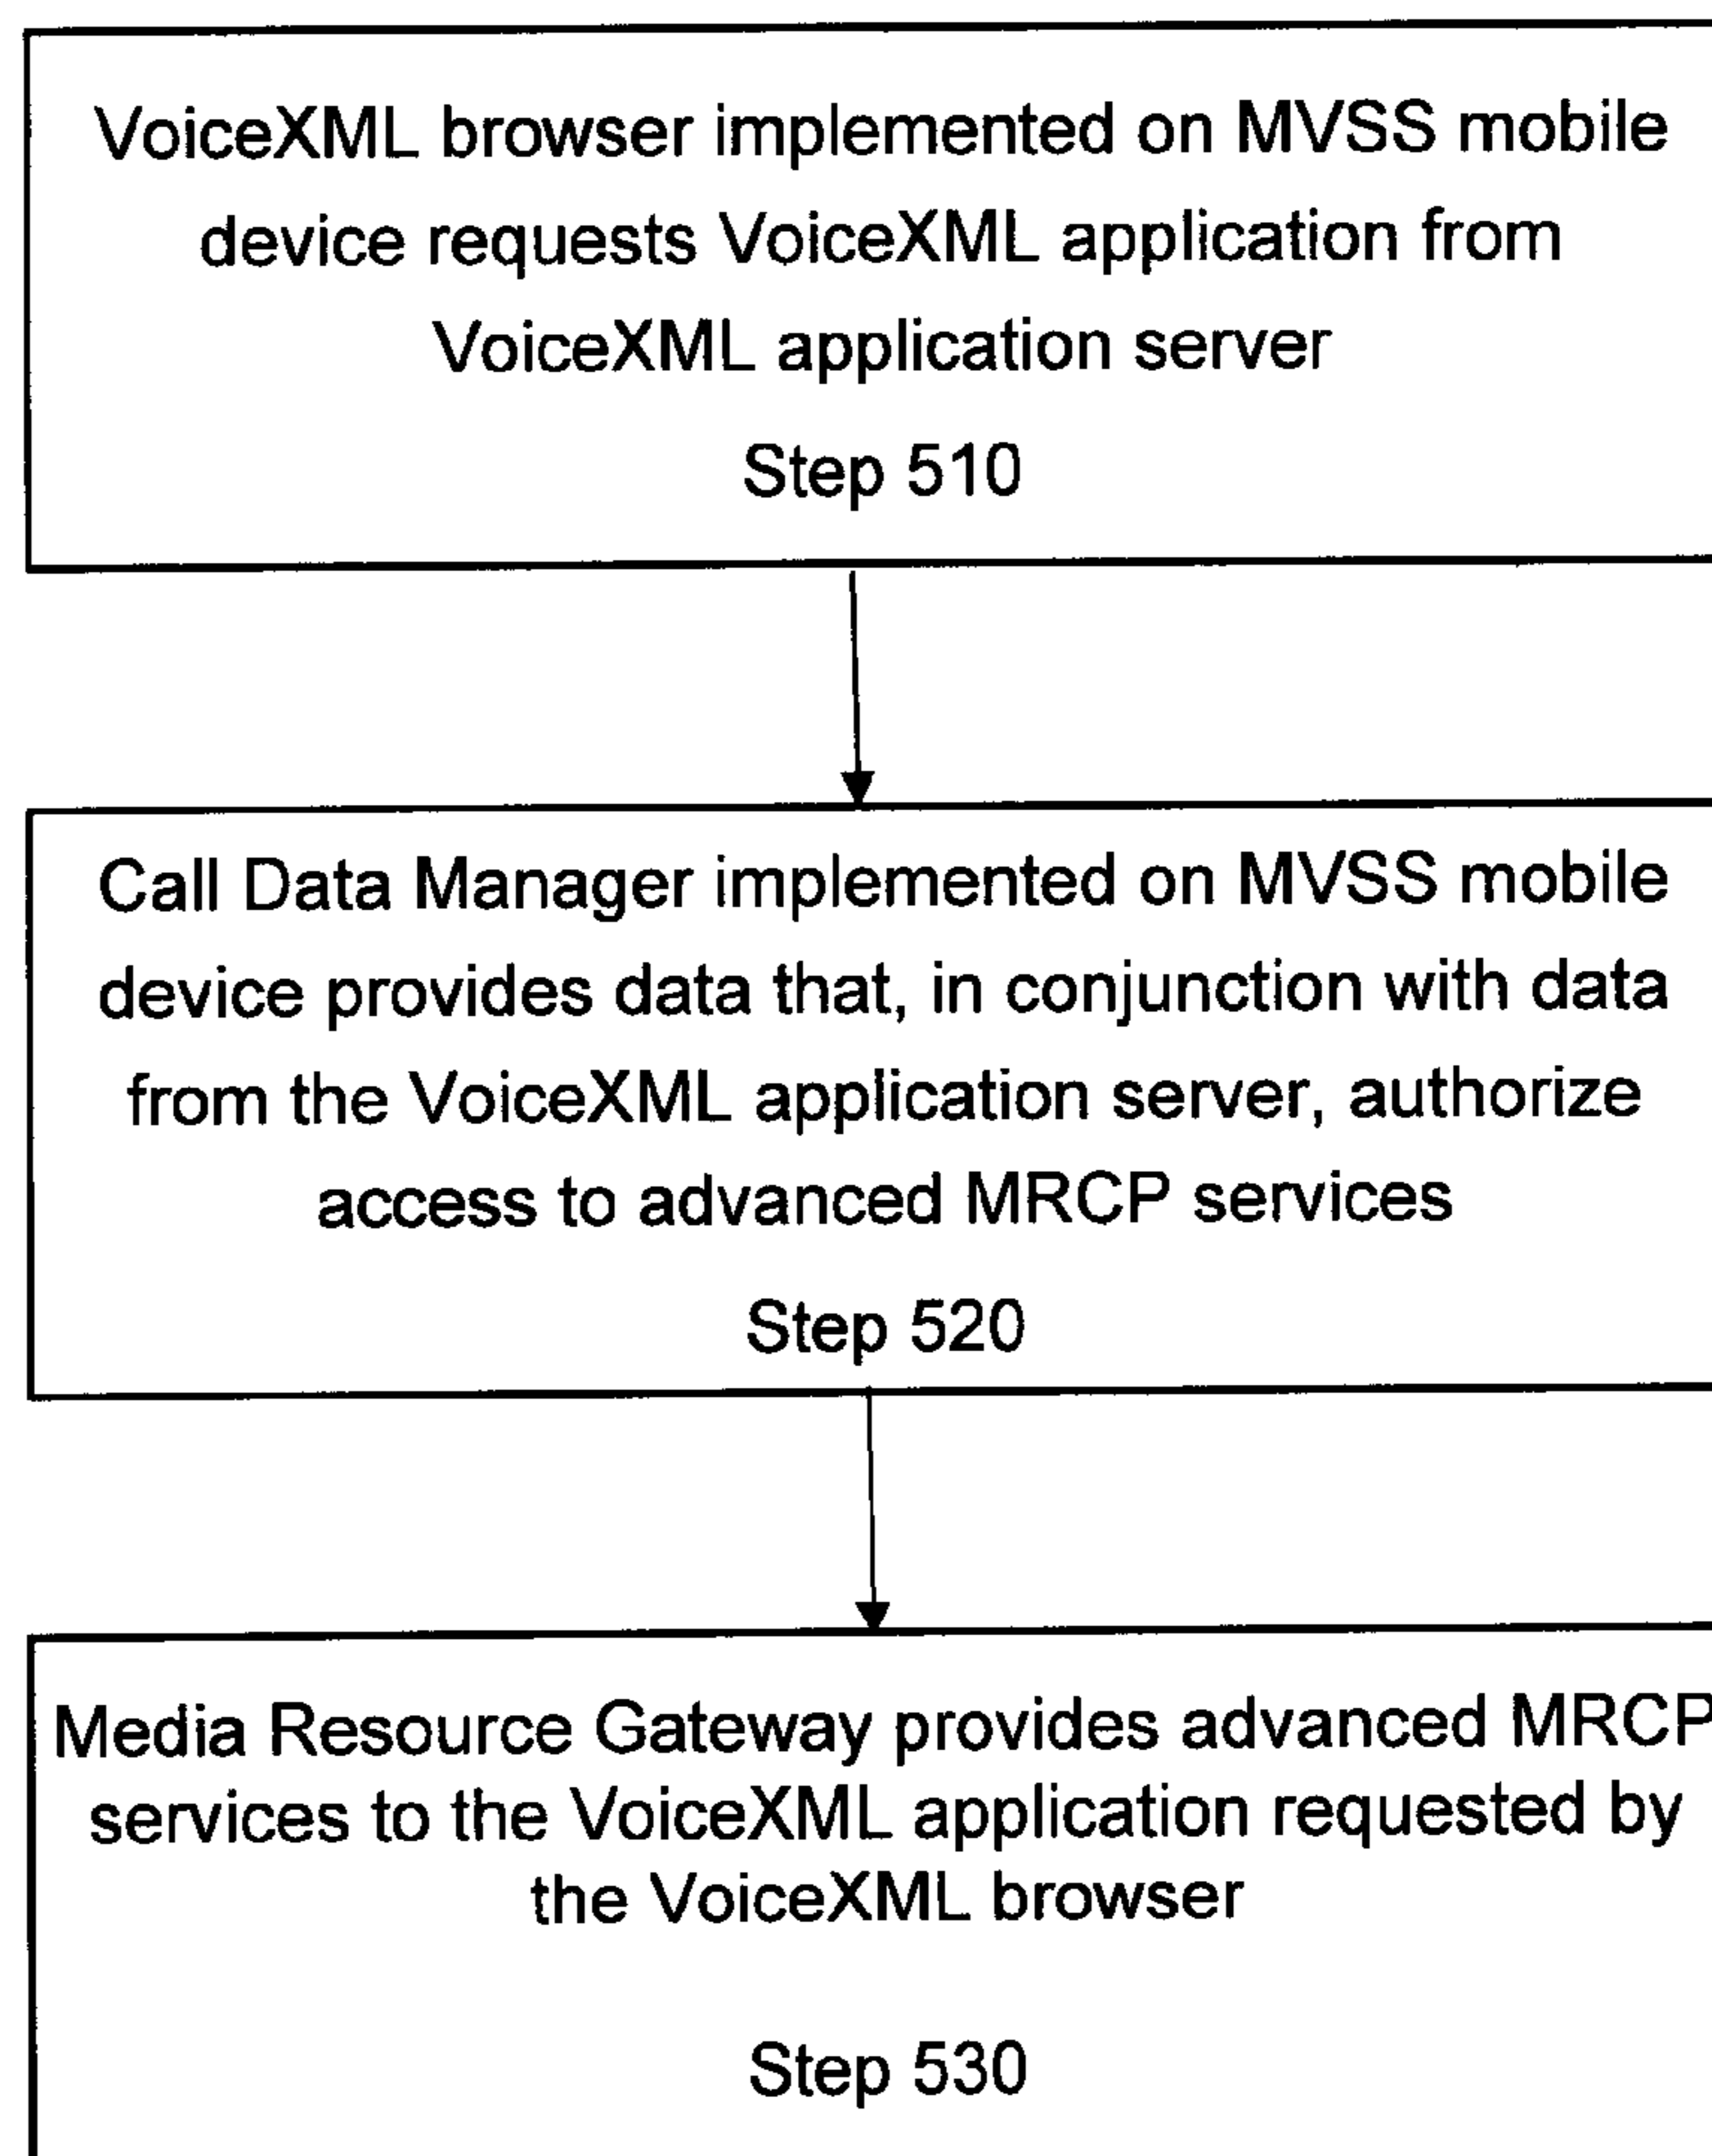 VoiceXML browser implemented on MVSS mobile
device requests VoiceXML application from
VoiceXML application server
Step 510
Call Data Manager implemented on MVSS mobile
device provides data that, in conjunction with data
from the VoiceXML application server, authorize
access to advanced MRCP services
Step 520
Media Resource Gateway provides advanced MRCP
services to the VoiceXML application requested by
the VoiceXML browser
Step 530